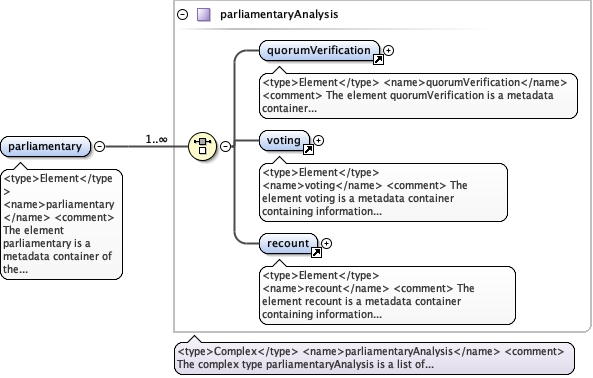 parliamentaryAnalysis
quorumVerification
<type>Element</type> <name>quorumVerification</name>
<comment> The element quorumVerification is a metadata
container...
1..∞
parliamentary
voting
<type>Element</type
>
<name>parliamentary
</name> <comment>
The element
parliamentary is a
metadata container of
the...
<type>Element</type>
<name>voting</name> <comment> The
element voting is a metadata container
containing information...
recount
<type>Element</type>
<name>recount</name> <comment> The
element recount is a metadata container
containing information...
<type>Complex</type> <name>parliamentaryAnalysis</name> <comment>
The complex type parliamentaryAnalysis is a list of...